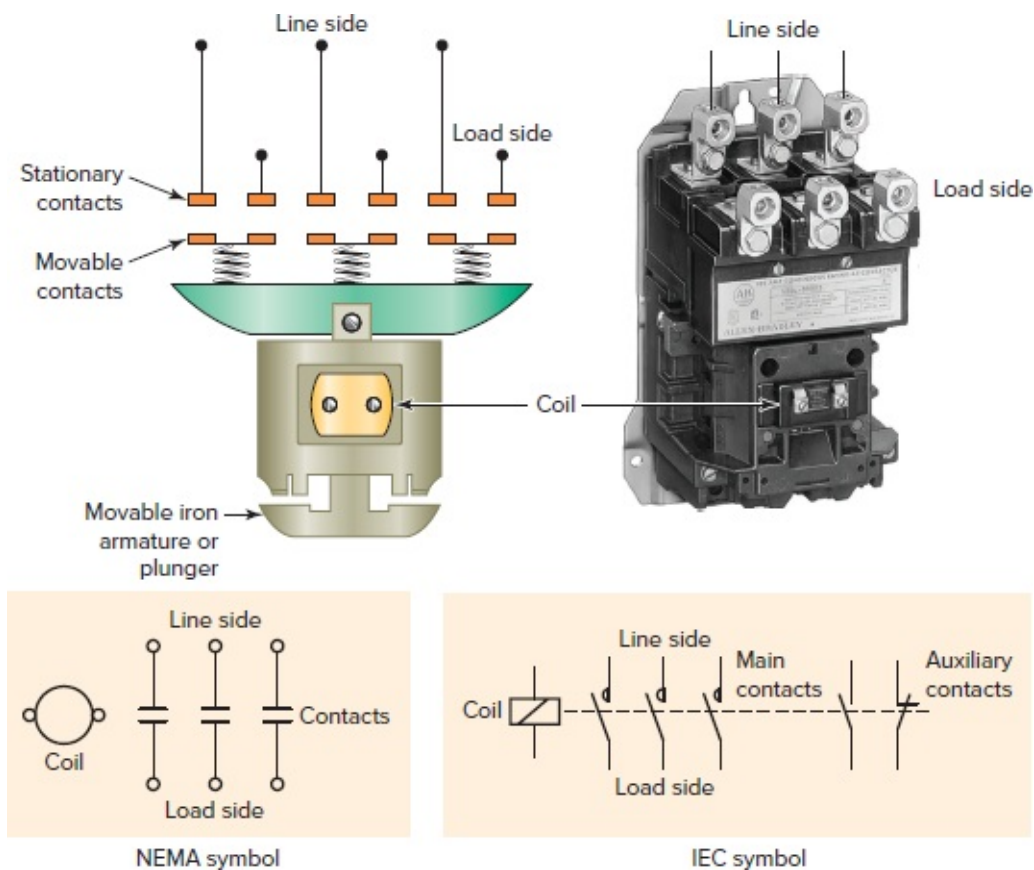 Line side
Load side
Stationary
contacts
Movable
contacts
Coil
Movable iron
armature or
plunger
Line side
Load side
AB
ALLEN-BRADLEY
Line side
Coil
Contacts
Load side
NEMA symbol
Line side
Main
contacts
Auxiliary
contacts
Coil
Load side
IEC symbol